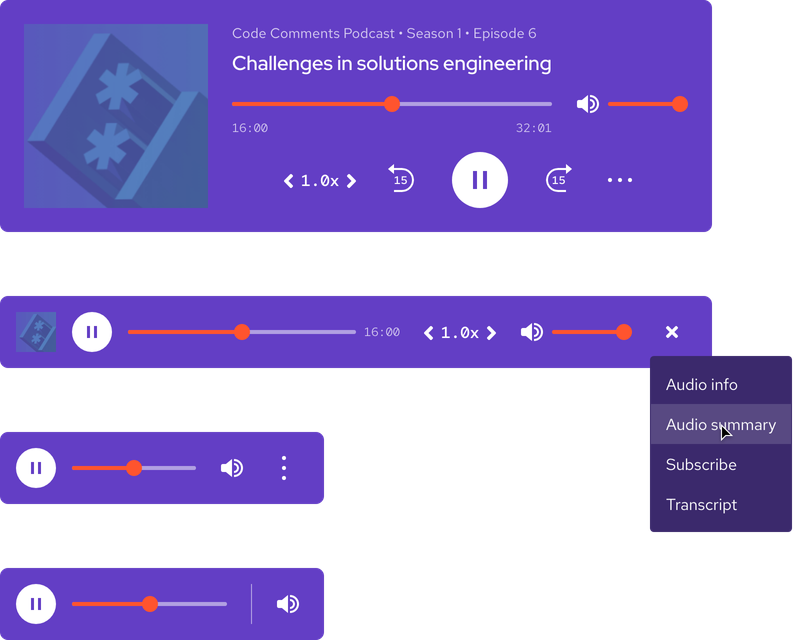 Code Comments Podcast • Season 1 • Episode 6
Challenges in solutions engineering
16:00 32:01
1.0x 15 15
16:00 1.0x
Audio info
Audio summary
Subscribe
Transcript